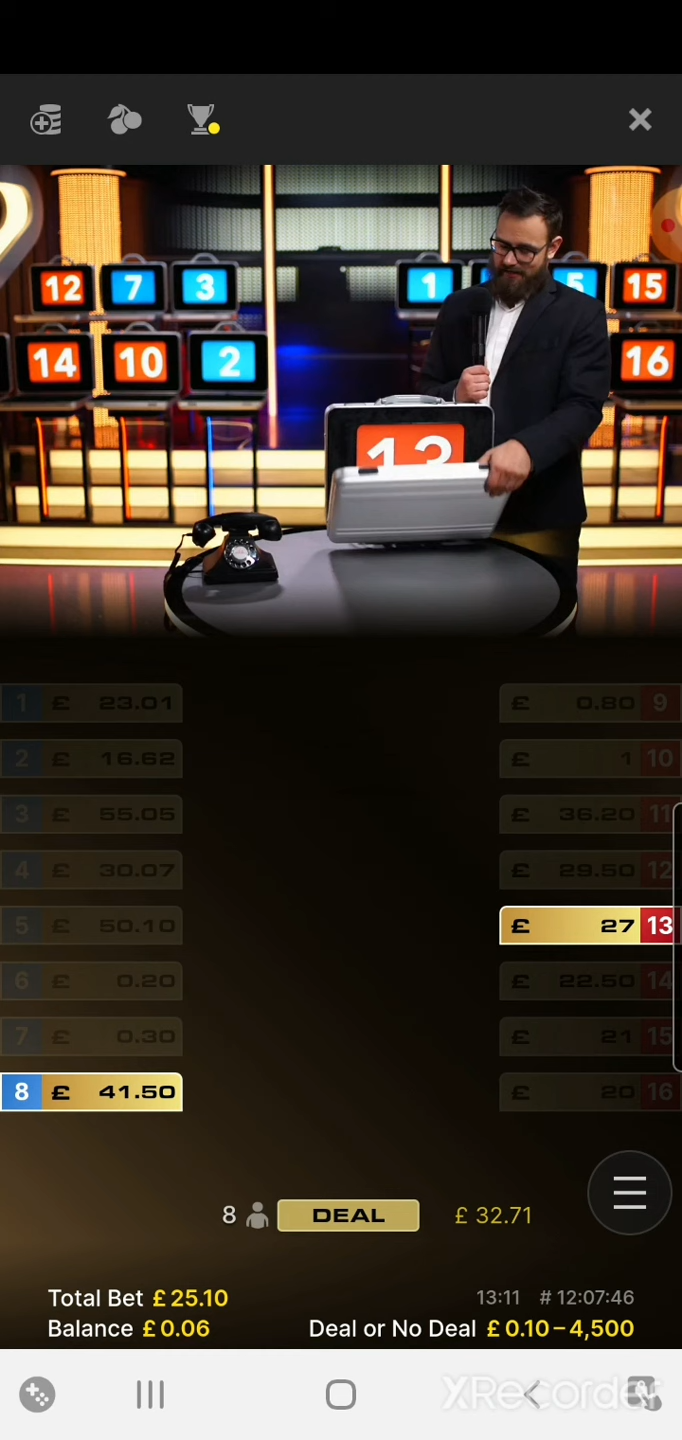 12 7 3 1 5 15
14 10 2 16
13
1 £ 23.01 £ 0.80 9
2 £ 16.62 £ 1 10
3 £ 55.05 £ 36.20 11
4 £ 30.07 £ 29.50 12
5 £ 50.10 £ 27 13
6 £ 0.20 £ 22.50 14
7 £ 0.30 £ 21 15
8 £ 41.50 £ 20 16
8 DEAL £ 32.71
Total Bet £ 25.10 13:11 # 12:07:46
Balance £ 0.06 Deal or No Deal £ 0.10–4,500
XRecorder